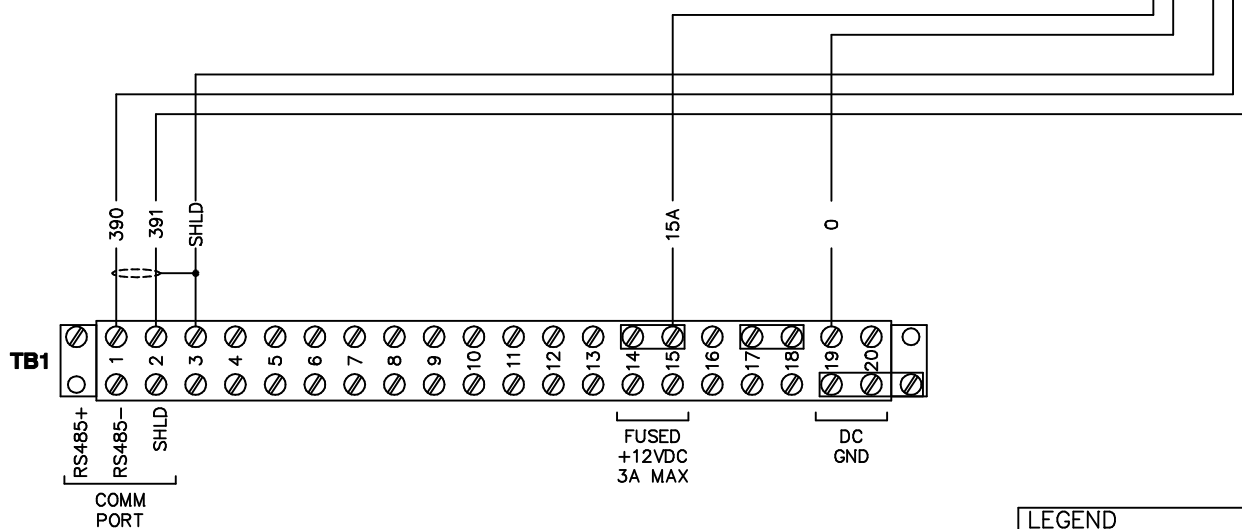 390
391
SHLD
15A
0
TB1
1
2
3
4
5
6
7
8
9
10
11
12
13
14
15
16
17
18
19
20
RS485+
RS485-
SHLD
COMM
PORT
FUSED
+12VDC
3A MAX
DC
GND
LEGEND